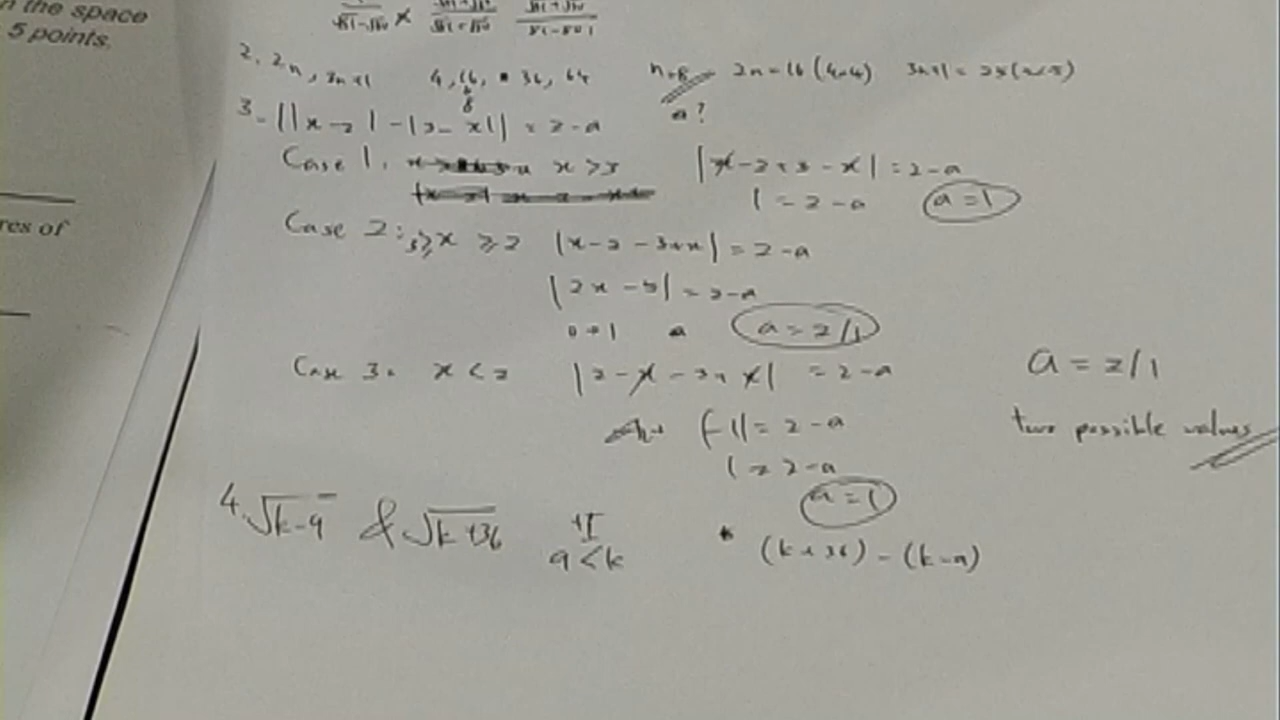 n the space
5 points.
res of
2. 2n, 3n+1 4, 16, 36, 64 n=8 2n=16 (4×4) 3n+1 = 25 (5×5)
8
a?
3. ||x-2| - |3-x|| = 2-a
Case 1. x > 3 |x-2+3-x| = 2-a
1 = 2-a a=1
Case 2: 3≥x ≥ 2 |x-2-3+x| = 2-a
|2x-5| = 2-a
0→1 a = 2/1
Case 3. x < 2 |2-x-3+x| = 2-a
|-1| = 2-a
1 = 2-a
a=1
a = 2/1
two possible values
4. √k-9 & √k+36 +I
9<k
(k+36) - (k-9)